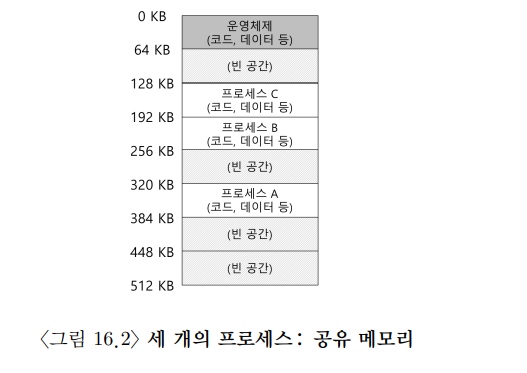 0 KB
운영체제
(코드, 데이터 등)
64 KB
(빈 공간)
128 KB
프로세스 C
(코드, 데이터 등)
192 KB
프로세스 B
(코드, 데이터 등)
256 KB
(빈 공간)
320 KB
프로세스 A
(코드, 데이터 등)
384 KB
(빈 공간)
448 KB
(빈 공간)
512 KB
〈그림 16.2〉 세 개의 프로세스: 공유 메모리